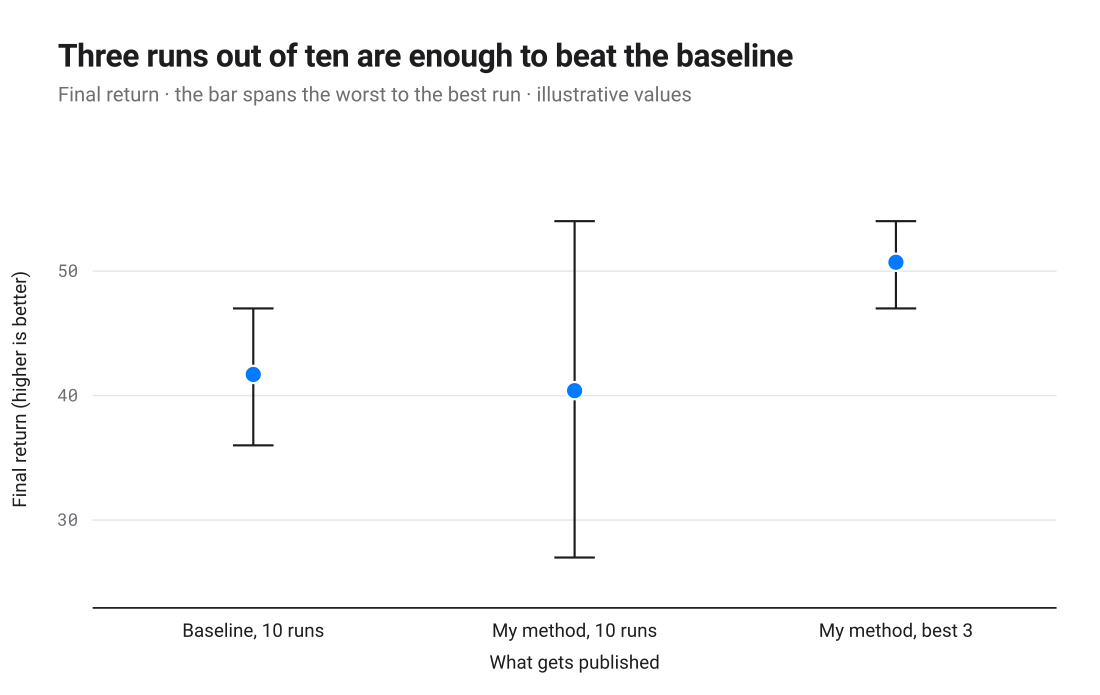 Three runs out of ten are enough to beat the baseline
Final return · the bar spans the worst to the best run · illustrative values
Final return (higher is better)
50
40
30
Baseline, 10 runs
My method, 10 runs
My method, best 3
What gets published